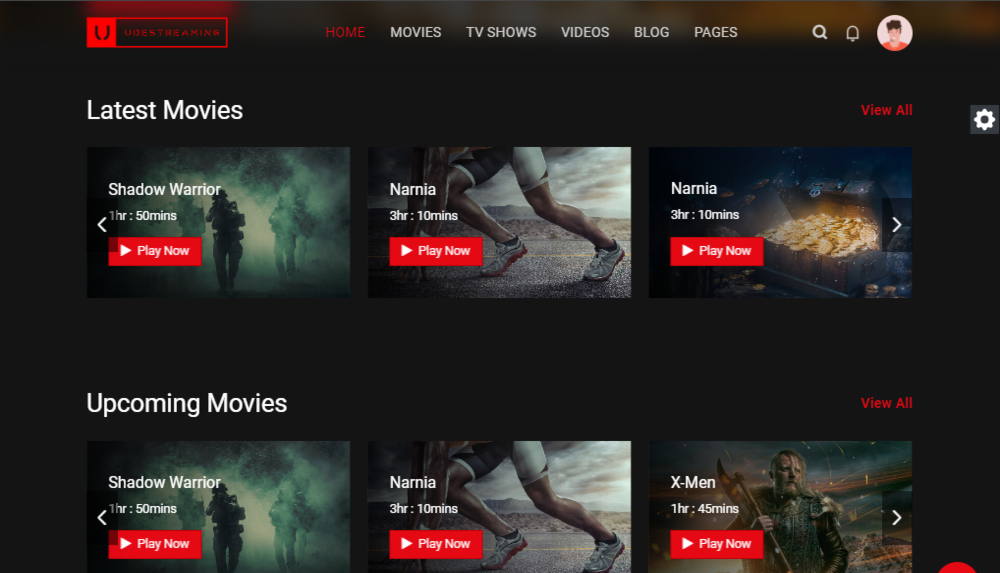 U UDESTREAMING HOME MOVIES TV SHOWS VIDEOS BLOG PAGES
Latest Movies View All
Shadow Warrior
1hr : 50mins
Play Now
Narnia
3hr : 10mins
Play Now
Narnia
3hr : 10mins
Play Now
Upcoming Movies View All
Shadow Warrior
1hr : 50mins
Play Now
Narnia
3hr : 10mins
Play Now
X-Men
1hr : 45mins
Play Now